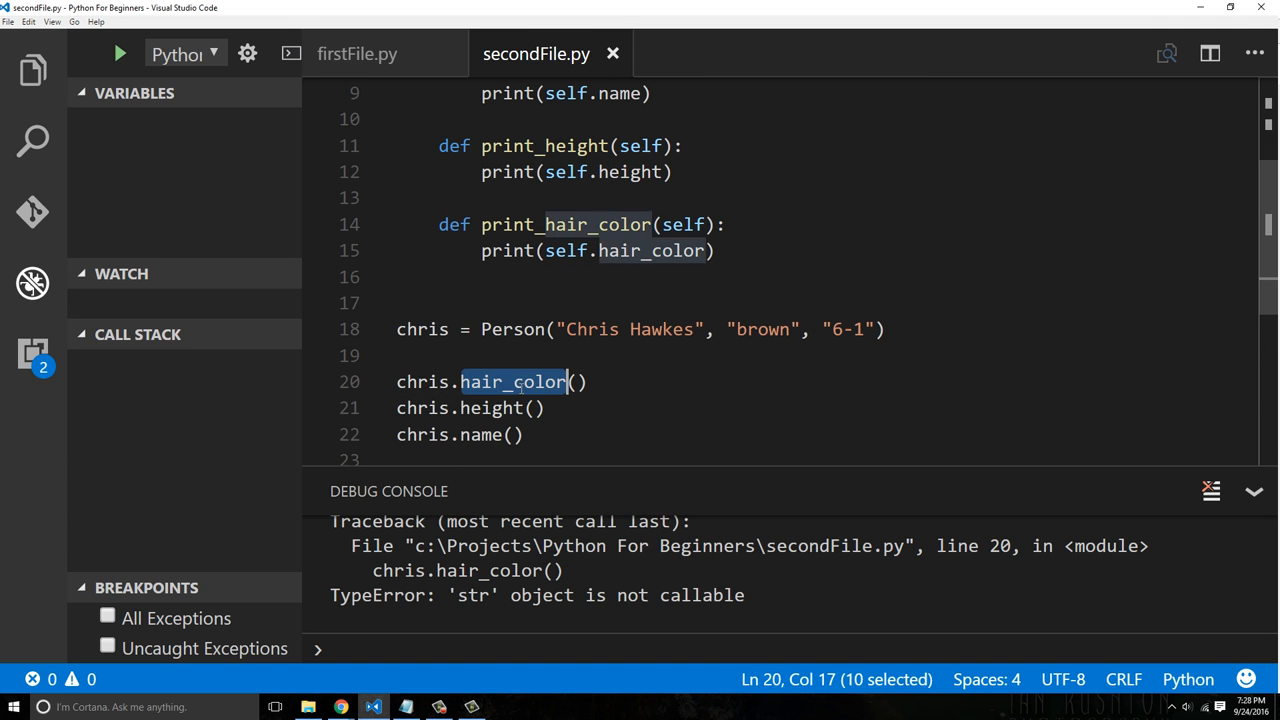 secondFile.py - Python For Beginners - Visual Studio Code
File Edit View Go Help
Pythor
firstFile.py
secondFile.py
VARIABLES
WATCH
CALL STACK
2
BREAKPOINTS
All Exceptions
Uncaught Exceptions
9 print(self.name)
10
11 def print_height(self):
12 print(self.height)
13
14 def print_hair_color(self):
15 print(self.hair_color)
16
17
18 chris = Person("Chris Hawkes", "brown", "6-1")
19
20 chris.hair_color()
21 chris.height()
22 chris.name()
23
DEBUG CONSOLE
Traceback (most recent call last):
File "c:\Projects\Python For Beginners\secondFile.py", line 20, in <module>
chris.hair_color()
TypeError: 'str' object is not callable
0 0
Ln 20, Col 17 (10 selected) Spaces: 4 UTF-8 CRLF Python
I'm Cortana. Ask me anything.
7:28 PM
9/24/2016